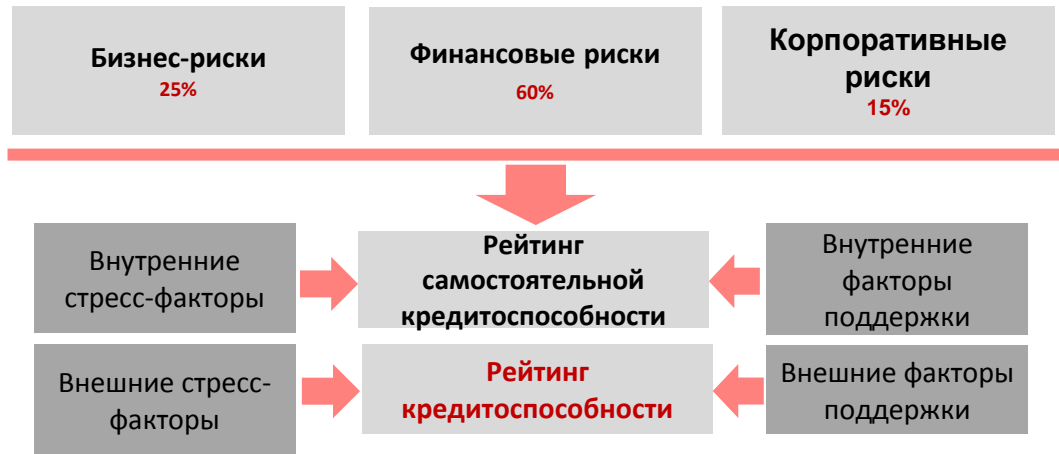 Бизнес-риски
25%
Финансовые риски
60%
Корпоративные
риски
15%
Внутренние
стресс-факторы
Рейтинг
самостоятельной
кредитоспособности
Внутренние
факторы
поддержки
Внешние стресс-
факторы
Рейтинг
кредитоспособности
Внешние факторы
поддержки